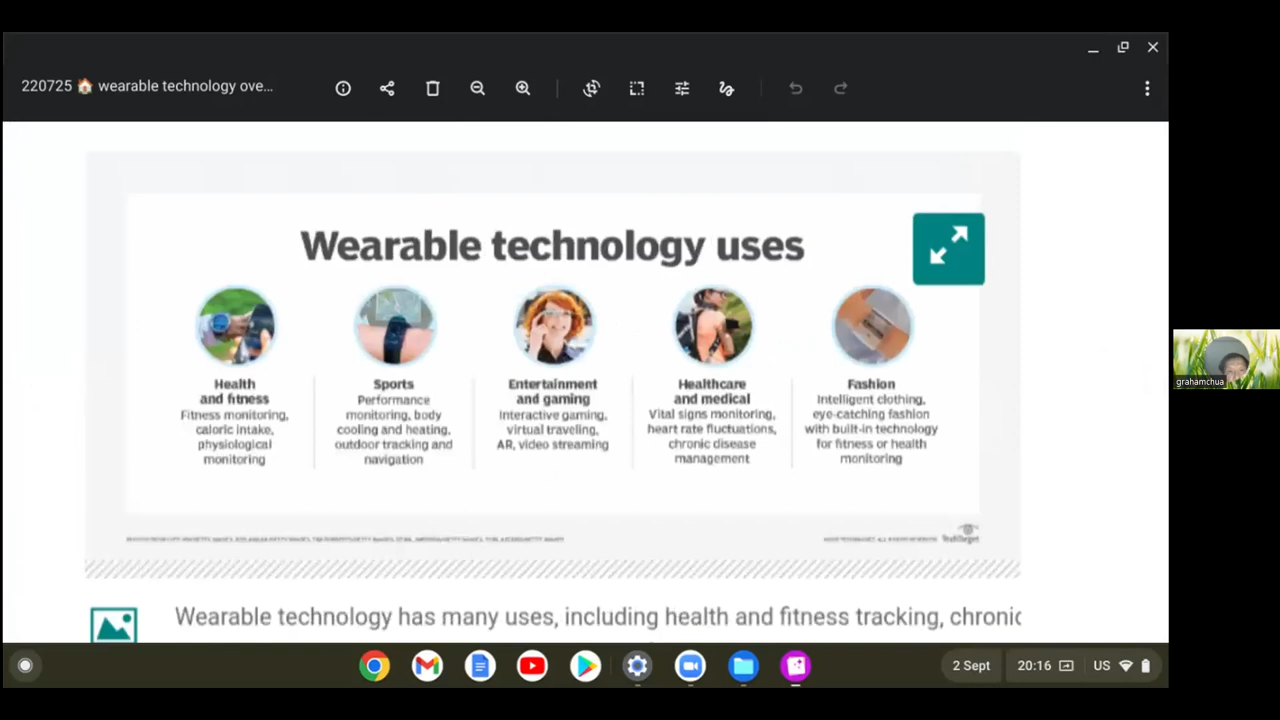 220725 🏠 wearable technology ove...
Wearable technology uses
Health
and fitness
Fitness monitoring,
caloric intake,
physiological
monitoring
Sports
Performance
monitoring, body
cooling and heating,
outdoor tracking and
navigation
Entertainment
and gaming
Interactive gaming,
virtual traveling,
AR, video streaming
Healthcare
and medical
Vital signs monitoring,
heart rate fluctuations,
chronic disease
management
Fashion
Intelligent clothing,
eye-catching fashion
with built-in technology
for fitness or health
monitoring
TechTarget
Wearable technology has many uses, including health and fitness tracking, chronic
grahamchua
2 Sept
20:16
US